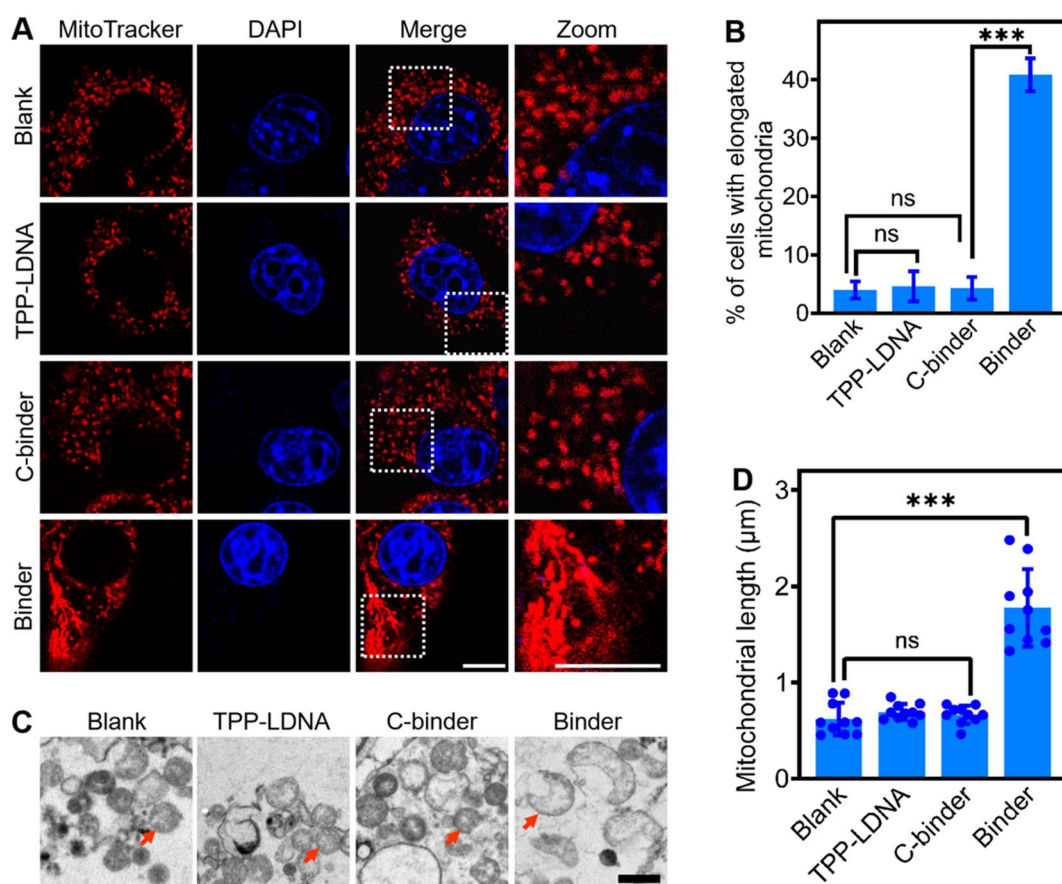 A
MitoTracker DAPI Merge Zoom
Blank
TPP-LDNA
C-binder
Binder
B
% of cells with elongated
mitochondria
40
30
20
10
0
ns
ns
***
Blank
TPP-LDNA
C-binder
Binder
C
Blank TPP-LDNA C-binder Binder
D
Mitochondrial length (µm)
3
2
1
0
***
ns
Blank
TPP-LDNA
C-binder
Binder